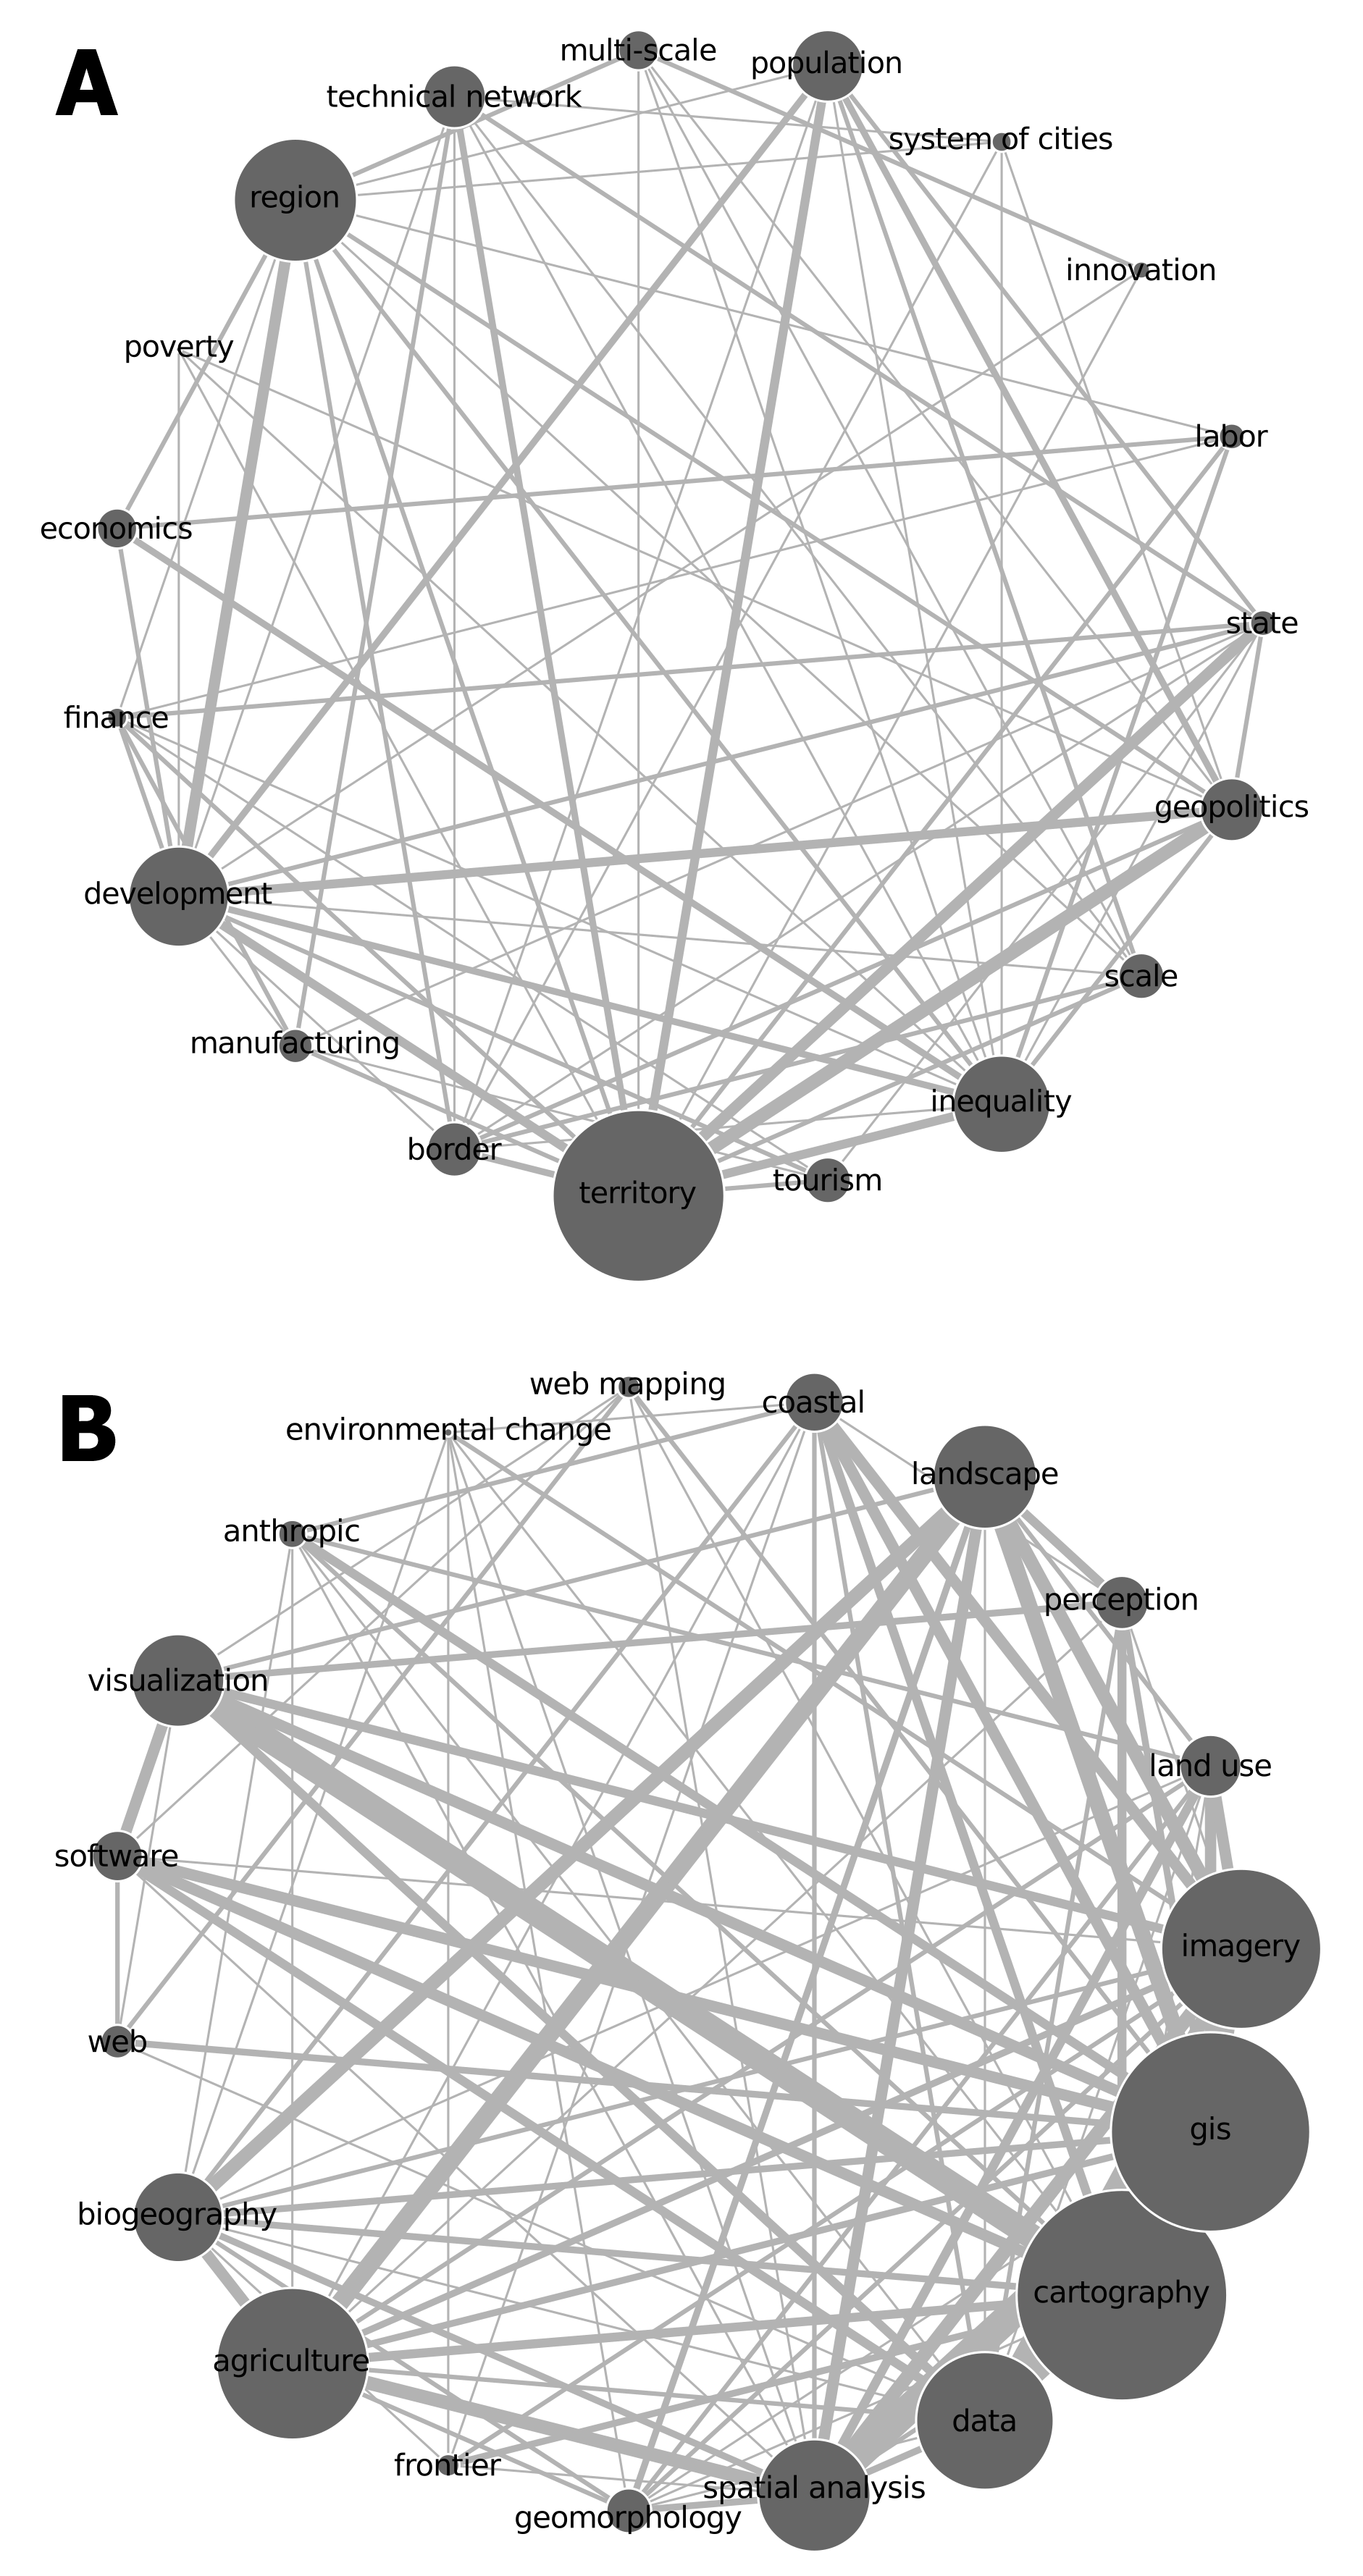 A
multi-scale
population
technical network
system of cities
region
innovation
poverty
labor
economics
state
finance
geopolitics
development
scale
manufacturing
inequality
border
tourism
territory
B
web mapping
coastal
environmental change
landscape
anthropic
perception
visualization
land use
software
imagery
web
gis
biogeography
cartography
agriculture
data
frontier
spatial analysis
geomorphology